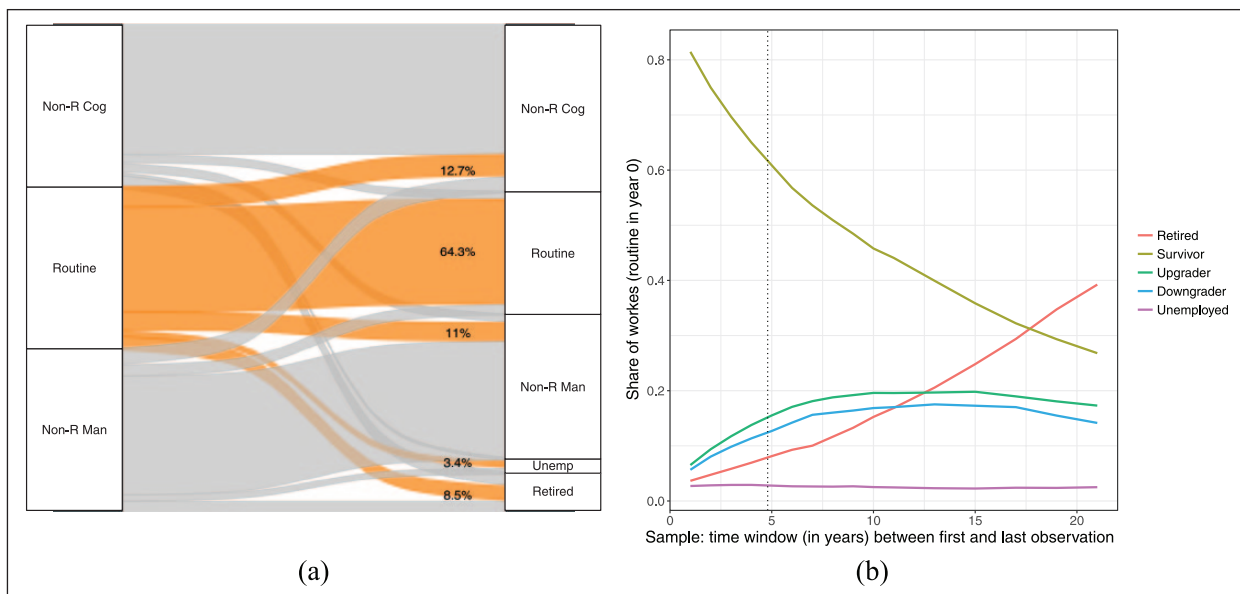 Non-R Cog
Routine
Non-R Man
12.7%
64.3%
11%
3.4%
8.5%
Non-R Cog
Routine
Non-R Man
Unemp
Retired
(a)
Share of workes (routine in year 0)
0.8
0.6
0.4
0.2
0.0
0 5 10 15 20
Sample: time window (in years) between first and last observation
Retired
Survivor
Upgrader
Downgrader
Unemployed
(b)